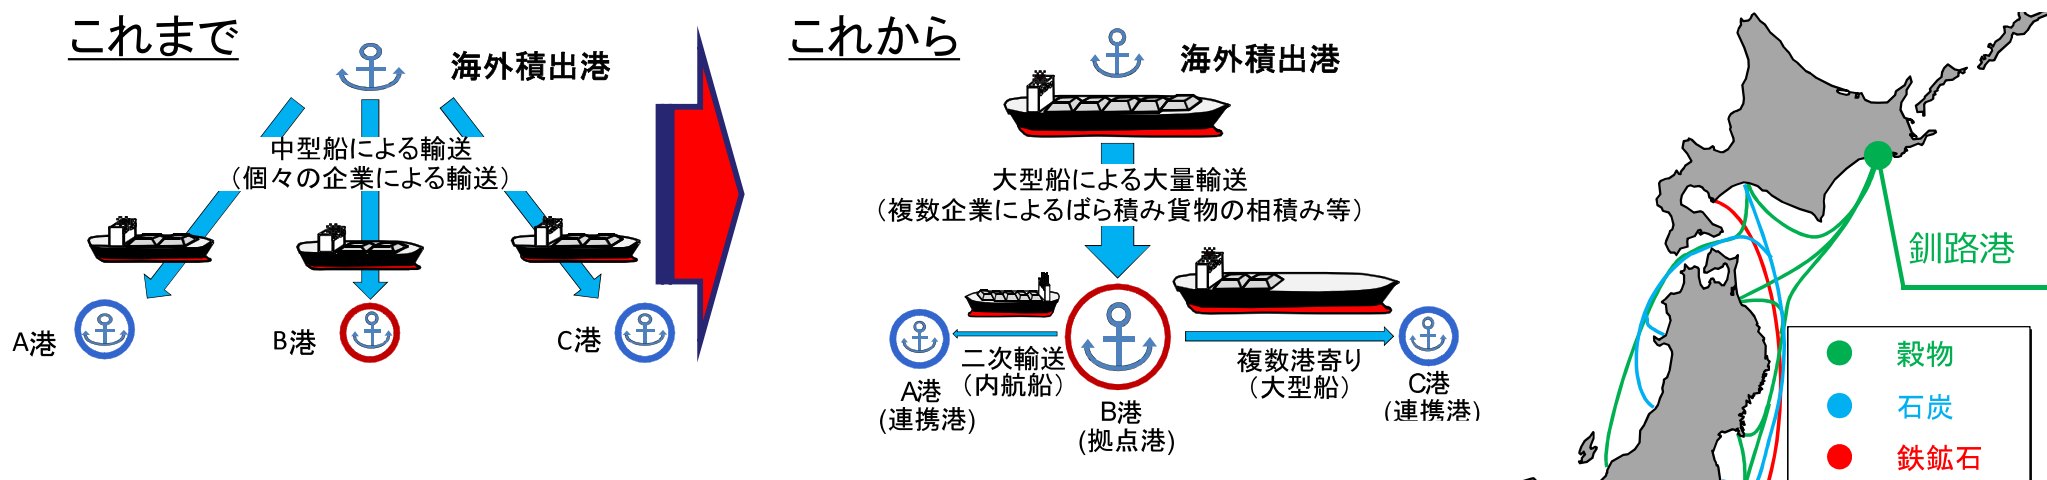 これまで
海外積出港
中型船による輸送
（個々の企業による輸送）
A港
B港
C港
これから
海外積出港
大型船による大量輸送
（複数企業によるばら積み貨物の相積み等）
二次輸送
（内航船）
複数港寄り
（大型船）
A港
(連携港)
B港
(拠点港)
C港
(連携港)
釧路港
穀物
石炭
鉄鉱石